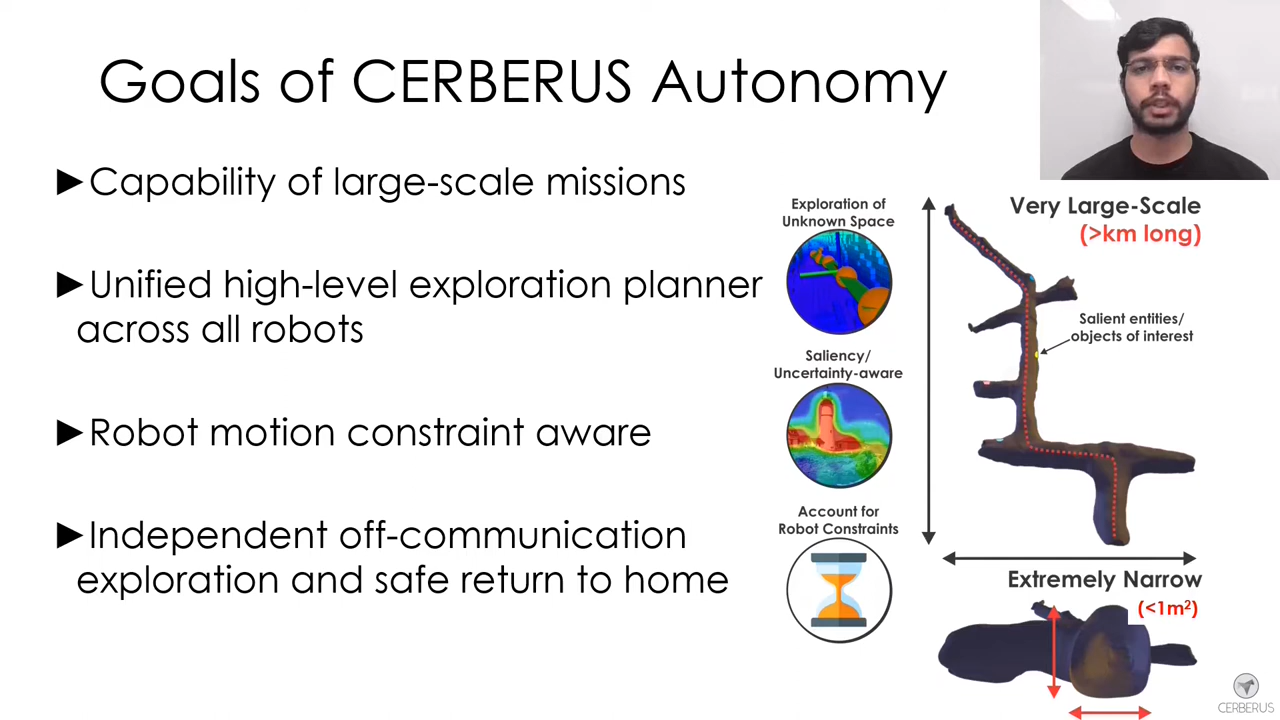 Goals of CERBERUS Autonomy
►Capability of large-scale missions
►Unified high-level exploration planner
across all robots
►Robot motion constraint aware
►Independent off-communication
exploration and safe return to home
Exploration of
Unknown Space
Saliency/
Uncertainty-aware
Account for
Robot Constraints
Very Large-Scale
(>km long)
Salient entities/
objects of interest
Extremely Narrow
(<1m²)
CERBERUS